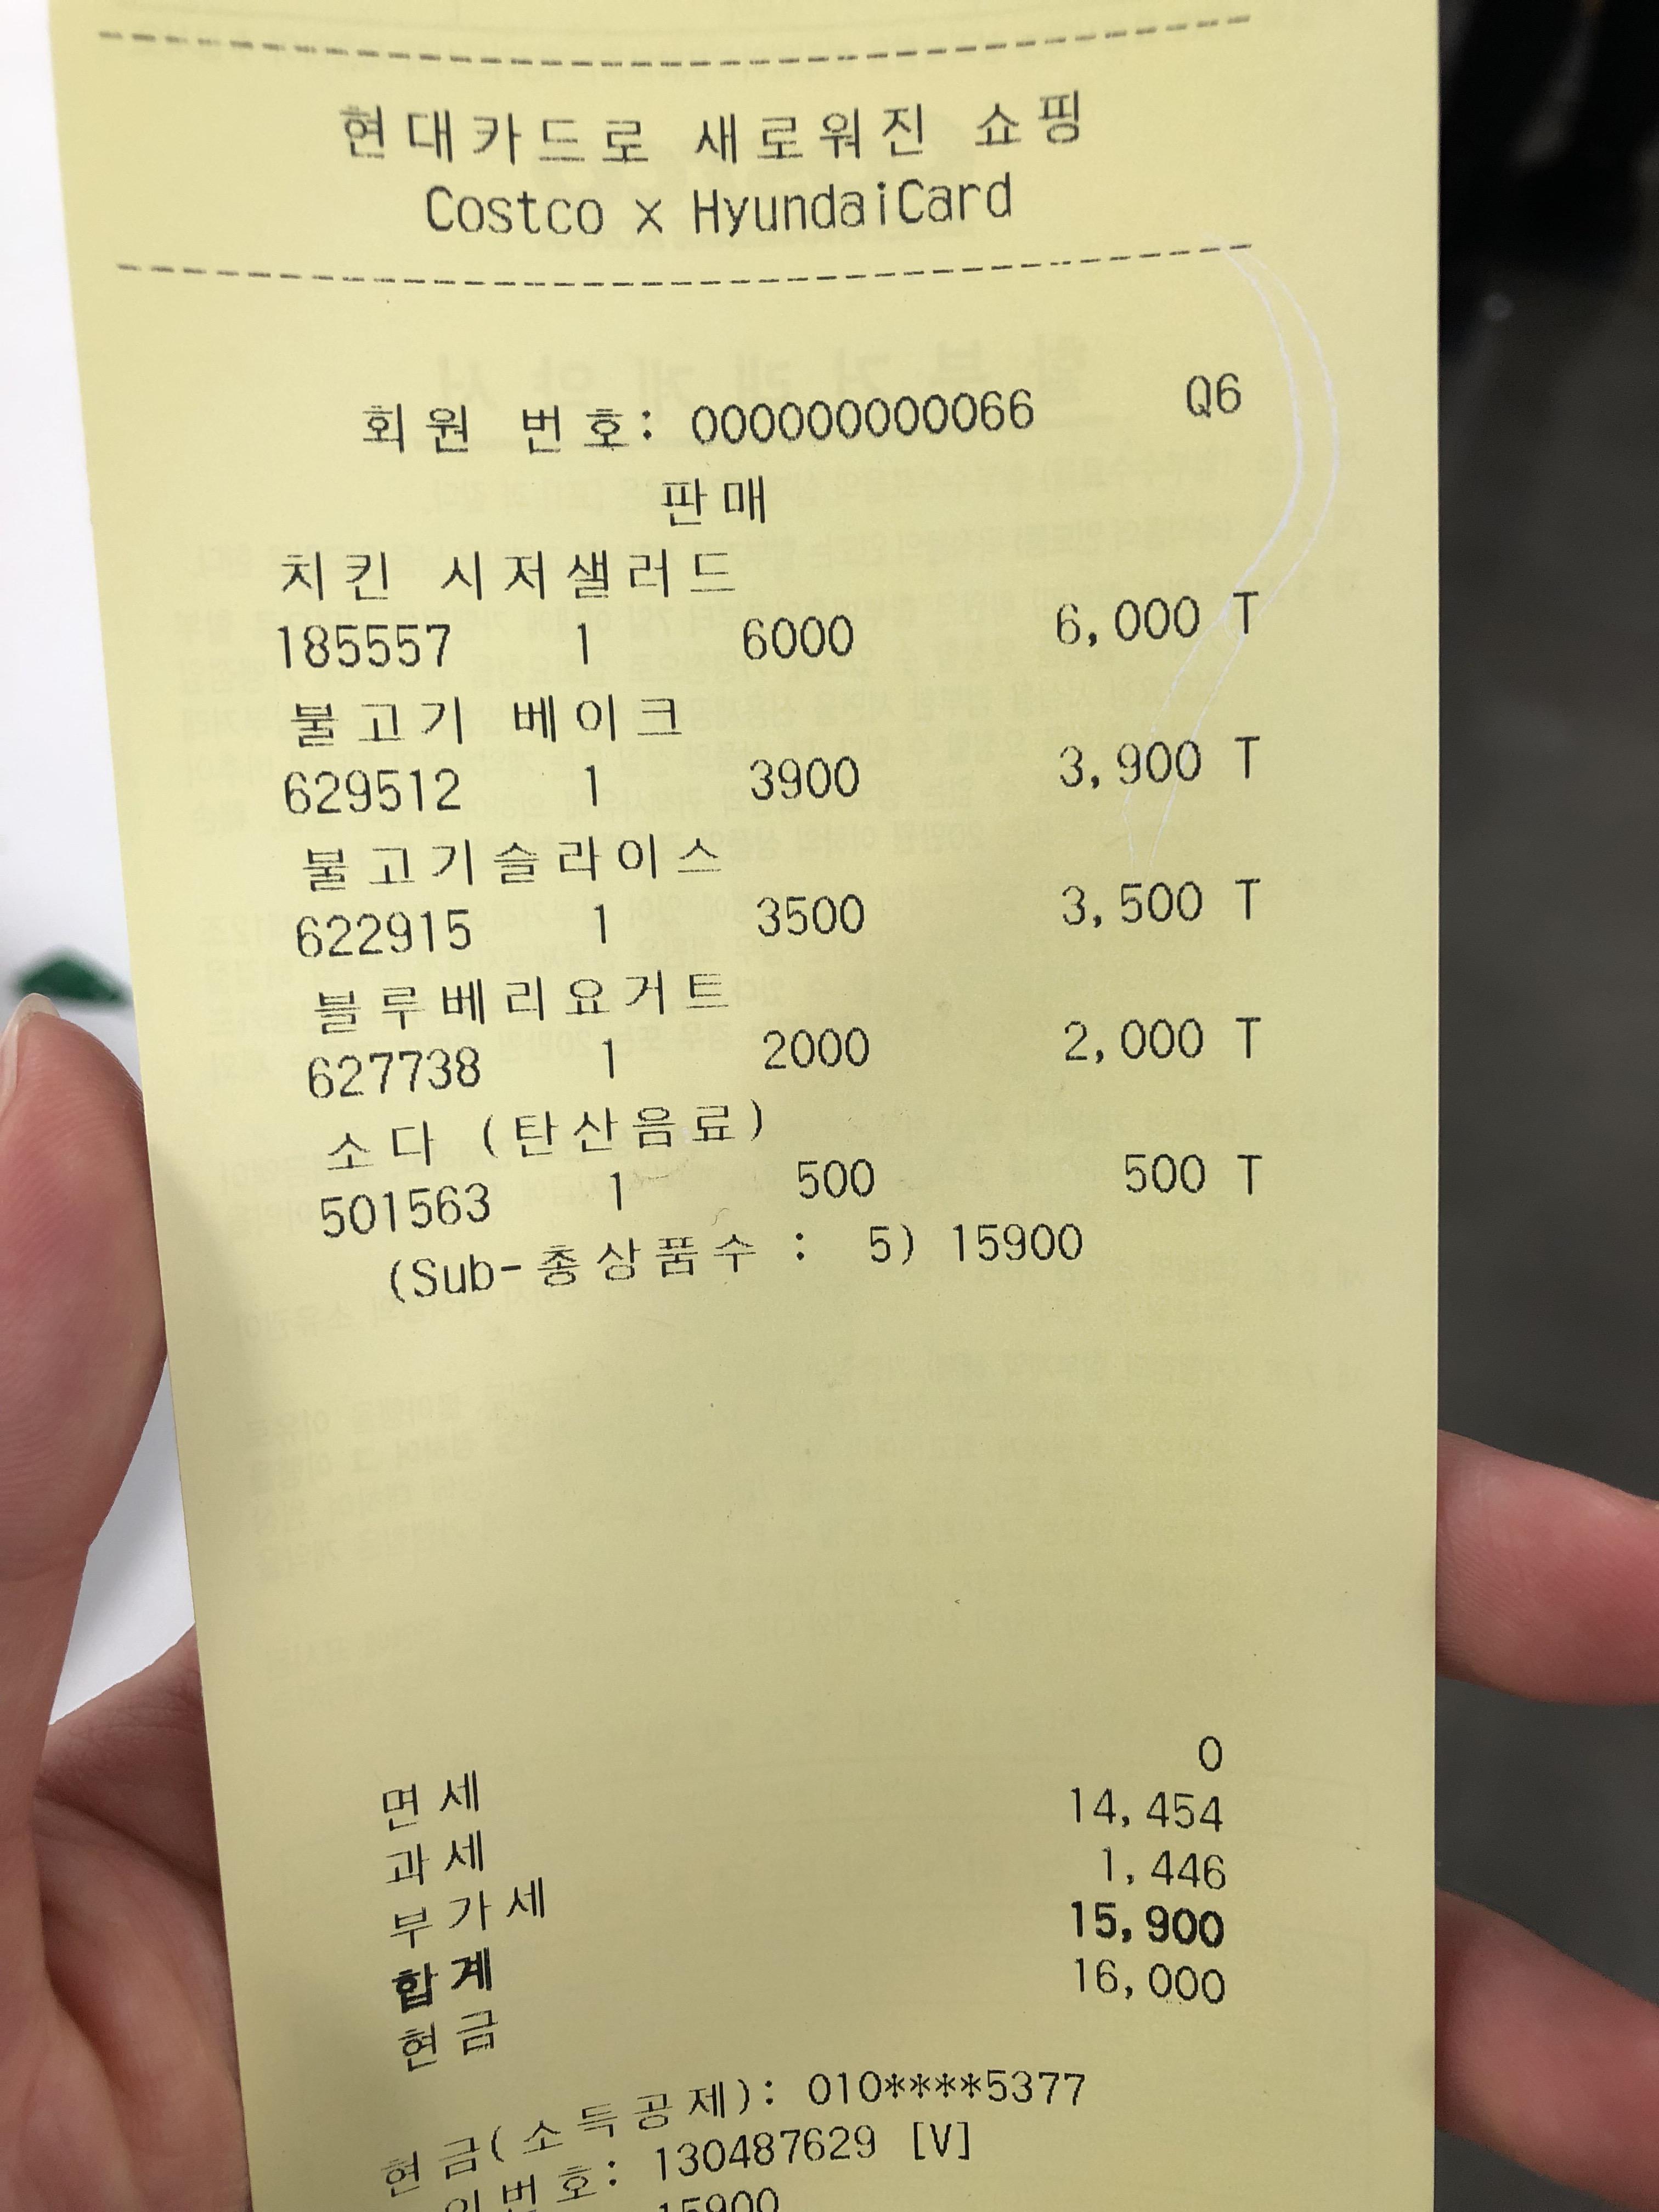 현대카드로 새로워진 쇼핑
Costco x HyundaiCard
회원 번호: 000000000066 Q6
판매
치킨 시저샐러드
185557 1 6000 6,000 T
불고기 베이크
629512 1 3900 3,900 T
불고기슬라이스
622915 1 3500 3,500 T
블루베리요거트
627738 1 2000 2,000 T
소다 (탄산음료)
501563 1 500 500 T
(Sub-총상품수 : 5) 15900
면세 0
과세 14,454
부가세 1,446
합계 15,900
현금 16,000
현금(소득공제): 010****5377
130487629 [V]
15900